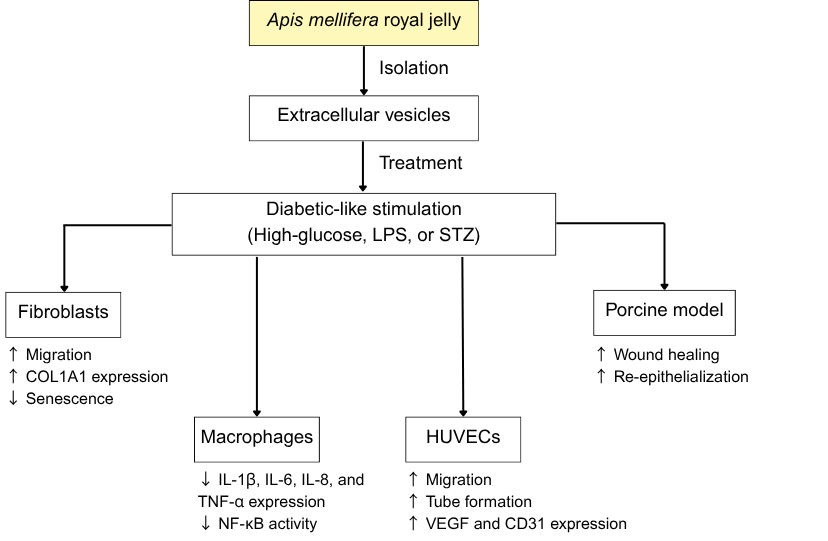 Apis mellifera royal jelly
Isolation
Extracellular vesicles
Treatment
Diabetic-like stimulation
(High-glucose, LPS, or STZ)
Fibroblasts
↑ Migration
↑ COL1A1 expression
↓ Senescence
Macrophages
↓ IL-1β, IL-6, IL-8, and
TNF-α expression
↓ NF-κB activity
HUVECs
↑ Migration
↑ Tube formation
↑ VEGF and CD31 expression
Porcine model
↑ Wound healing
↑ Re-epithelialization